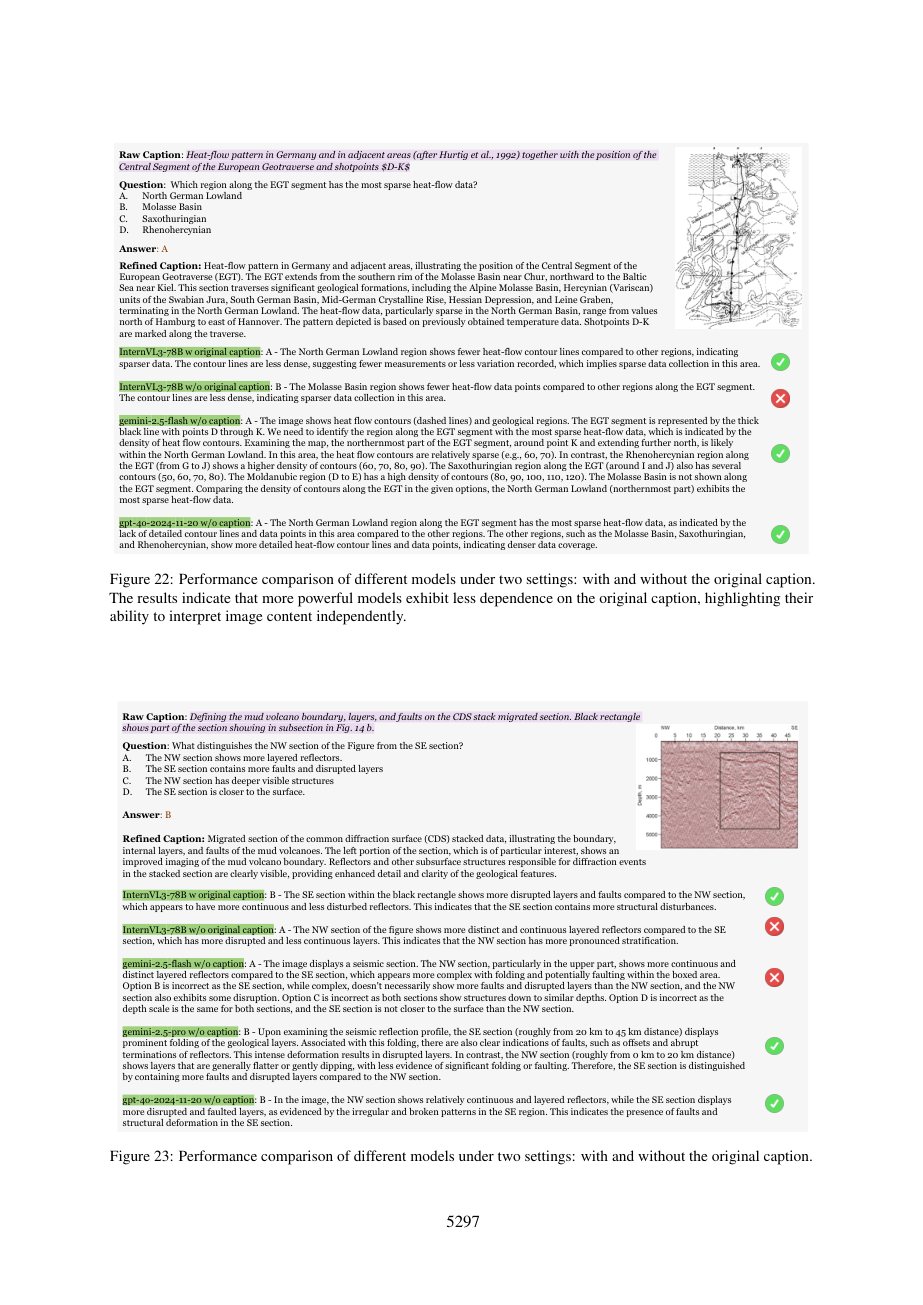 Raw Caption: Heat-flow pattern in Germany and in adjacent areas (after Hurtig et al., 1992) together with the position of the
Central Segment of the European Geotraverse and shotpoints $D-K$
Question: Which region along the EGT segment has the most sparse heat-flow data?
A. North German Lowland
B. Molasse Basin
C. Saxothuringian
D. Rhenohercynian
Answer: A
Refined Caption: Heat-flow pattern in Germany and adjacent areas, illustrating the position of the Central Segment of the
European Geotraverse (EGT). The EGT extends from the southern rim of the Molasse Basin near Chur, northward to the Baltic
Sea near Kiel. This section traverses significant geological formations, including the Alpine Molasse Basin, Hercynian (Variscan)
units of the Swabian Jura, South German Basin, Mid-German Crystalline Rise, Hessian Depression, and Leine Graben,
terminating in the North German Lowland. The heat-flow data, particularly sparse in the North German Basin, range from values
north of Hamburg to east of Hannover. The pattern depicted is based on previously obtained temperature data. Shotpoints D-K
are marked along the traverse.
InternVL3-78B w original caption: A - The North German Lowland region shows fewer heat-flow contour lines compared to other regions, indicating
sparser data. The contour lines are less dense, suggesting fewer measurements or less variation recorded, which implies sparse data collection in this area.
InternVL3-78B w/o original caption: B - The Molasse Basin region shows fewer heat-flow data points compared to other regions along the EGT segment.
The contour lines are less dense, indicating sparser data collection in this area.
gemini-2.5-flash w/o caption: A - The image shows heat flow contours (dashed lines) and geological regions. The EGT segment is represented by the thick
black line with points D through K. We need to identify the region along the EGT segment with the most sparse heat-flow data, which is indicated by the
density of heat flow contours. Examining the map, the northernmost part of the EGT segment, around point K and extending further north, is likely
within the North German Lowland. In this area, the heat flow contours are relatively sparse (e.g., 60, 70). In contrast, the Rhenohercynian region along
the EGT (from G to J) shows a higher density of contours (60, 70, 80, 90). The Saxothuringian region along the EGT (around I and J) also has several
contours (50, 60, 70, 80). The Moldanubic region (D to E) has a high density of contours (80, 90, 100, 110, 120). The Molasse Basin is not shown along
the EGT segment. Comparing the density of contours along the EGT in the given options, the North German Lowland (northernmost part) exhibits the
most sparse heat-flow data.
gpt-4o-2024-11-20 w/o caption: A - The North German Lowland region along the EGT segment has the most sparse heat-flow data, as indicated by the
lack of detailed contour lines and data points in this area compared to the other regions. The other regions, such as the Molasse Basin, Saxothuringian,
and Rhenohercynian, show more detailed heat-flow contour lines and data points, indicating denser data coverage.
Figure 22: Performance comparison of different models under two settings: with and without the original caption.
The results indicate that more powerful models exhibit less dependence on the original caption, highlighting their
ability to interpret image content independently.
Raw Caption: Defining the mud volcano boundary, layers, and faults on the CDS stack migrated section. Black rectangle
shows part of the section showing in subsection in Fig. 14 b.
NW Distance, km SE
0 5 10 15 20 25 30 35 40 45
1000
2000
3000
4000
5000
Depth, m
Question: What distinguishes the NW section of the Figure from the SE section?
A. The NW section shows more layered reflectors.
B. The SE section contains more faults and disrupted layers
C. The NW section has deeper visible structures
D. The SE section is closer to the surface.
Answer: B
Refined Caption: Migrated section of the common diffraction surface (CDS) stacked data, illustrating the boundary,
internal layers, and faults of the mud volcanoes. The left portion of the section, which is of particular interest, shows an
improved imaging of the mud volcano boundary. Reflectors and other subsurface structures responsible for diffraction events
in the stacked section are clearly visible, providing enhanced detail and clarity of the geological features.
InternVL3-78B w original caption: B - The SE section within the black rectangle shows more disrupted layers and faults compared to the NW section,
which appears to have more continuous and less disturbed reflectors. This indicates that the SE section contains more structural disturbances.
InternVL3-78B w/o original caption: A - The NW section of the figure shows more distinct and continuous layered reflectors compared to the SE
section, which has more disrupted and less continuous layers. This indicates that the NW section has more pronounced stratification.
gemini-2.5-flash w/o caption: A - The image displays a seismic section. The NW section, particularly in the upper part, shows more continuous and
distinct layered reflectors compared to the SE section, which appears more complex with folding and potentially faulting within the boxed area.
Option B is incorrect as the SE section, while complex, doesn't necessarily show more faults and disrupted layers than the NW section, and the NW
section also exhibits some disruption. Option C is incorrect as both sections show structures down to similar depths. Option D is incorrect as the
depth scale is the same for both sections, and the SE section is not closer to the surface than the NW section.
gemini-2.5-pro w/o caption: B - Upon examining the seismic reflection profile, the SE section (roughly from 20 km to 45 km distance) displays
prominent folding of the geological layers. Associated with this folding, there are also clear indications of faults, such as offsets and abrupt
terminations of reflectors. This intense deformation results in disrupted layers. In contrast, the NW section (roughly from 0 km to 20 km distance)
shows layers that are generally flatter or gently dipping, with less evidence of significant folding or faulting. Therefore, the SE section is distinguished
by containing more faults and disrupted layers compared to the NW section.
gpt-4o-2024-11-20 w/o caption: B - In the image, the NW section shows relatively continuous and layered reflectors, while the SE section displays
more disrupted and faulted layers, as evidenced by the irregular and broken patterns in the SE region. This indicates the presence of faults and
structural deformation in the SE section.
Figure 23: Performance comparison of different models under two settings: with and without the original caption.
5297